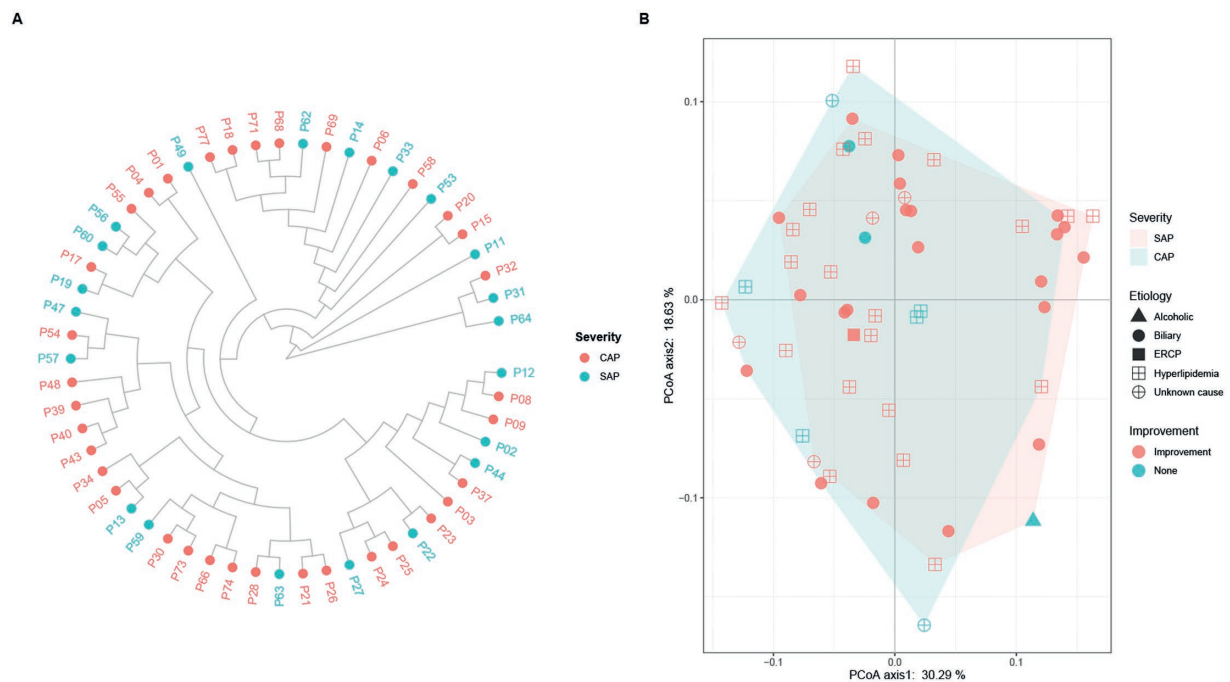 A
P49
P77
P18
P71
P68
P62
P69
P14
P06
P33
P58
P53
P20
P15
P11
P32
P31
P64
P12
P08
P09
P02
P44
P37
P03
P23
P22
P25
P24
P27
P26
P21
P63
P28
P74
P66
P73
P30
P59
P13
P05
P34
P43
P40
P39
P48
P57
P54
P47
P19
P17
P60
P56
P55
P04
P01
Severity
CAP
SAP
B
PCoA axis2: 18.63 %
0.1
0.0
−0.1
−0.1
0.0
0.1
PCoA axis1: 30.29 %
Severity
SAP
CAP
Etiology
Alcoholic
Biliary
ERCP
Hyperlipidemia
Unknown cause
Improvement
Improvement
None